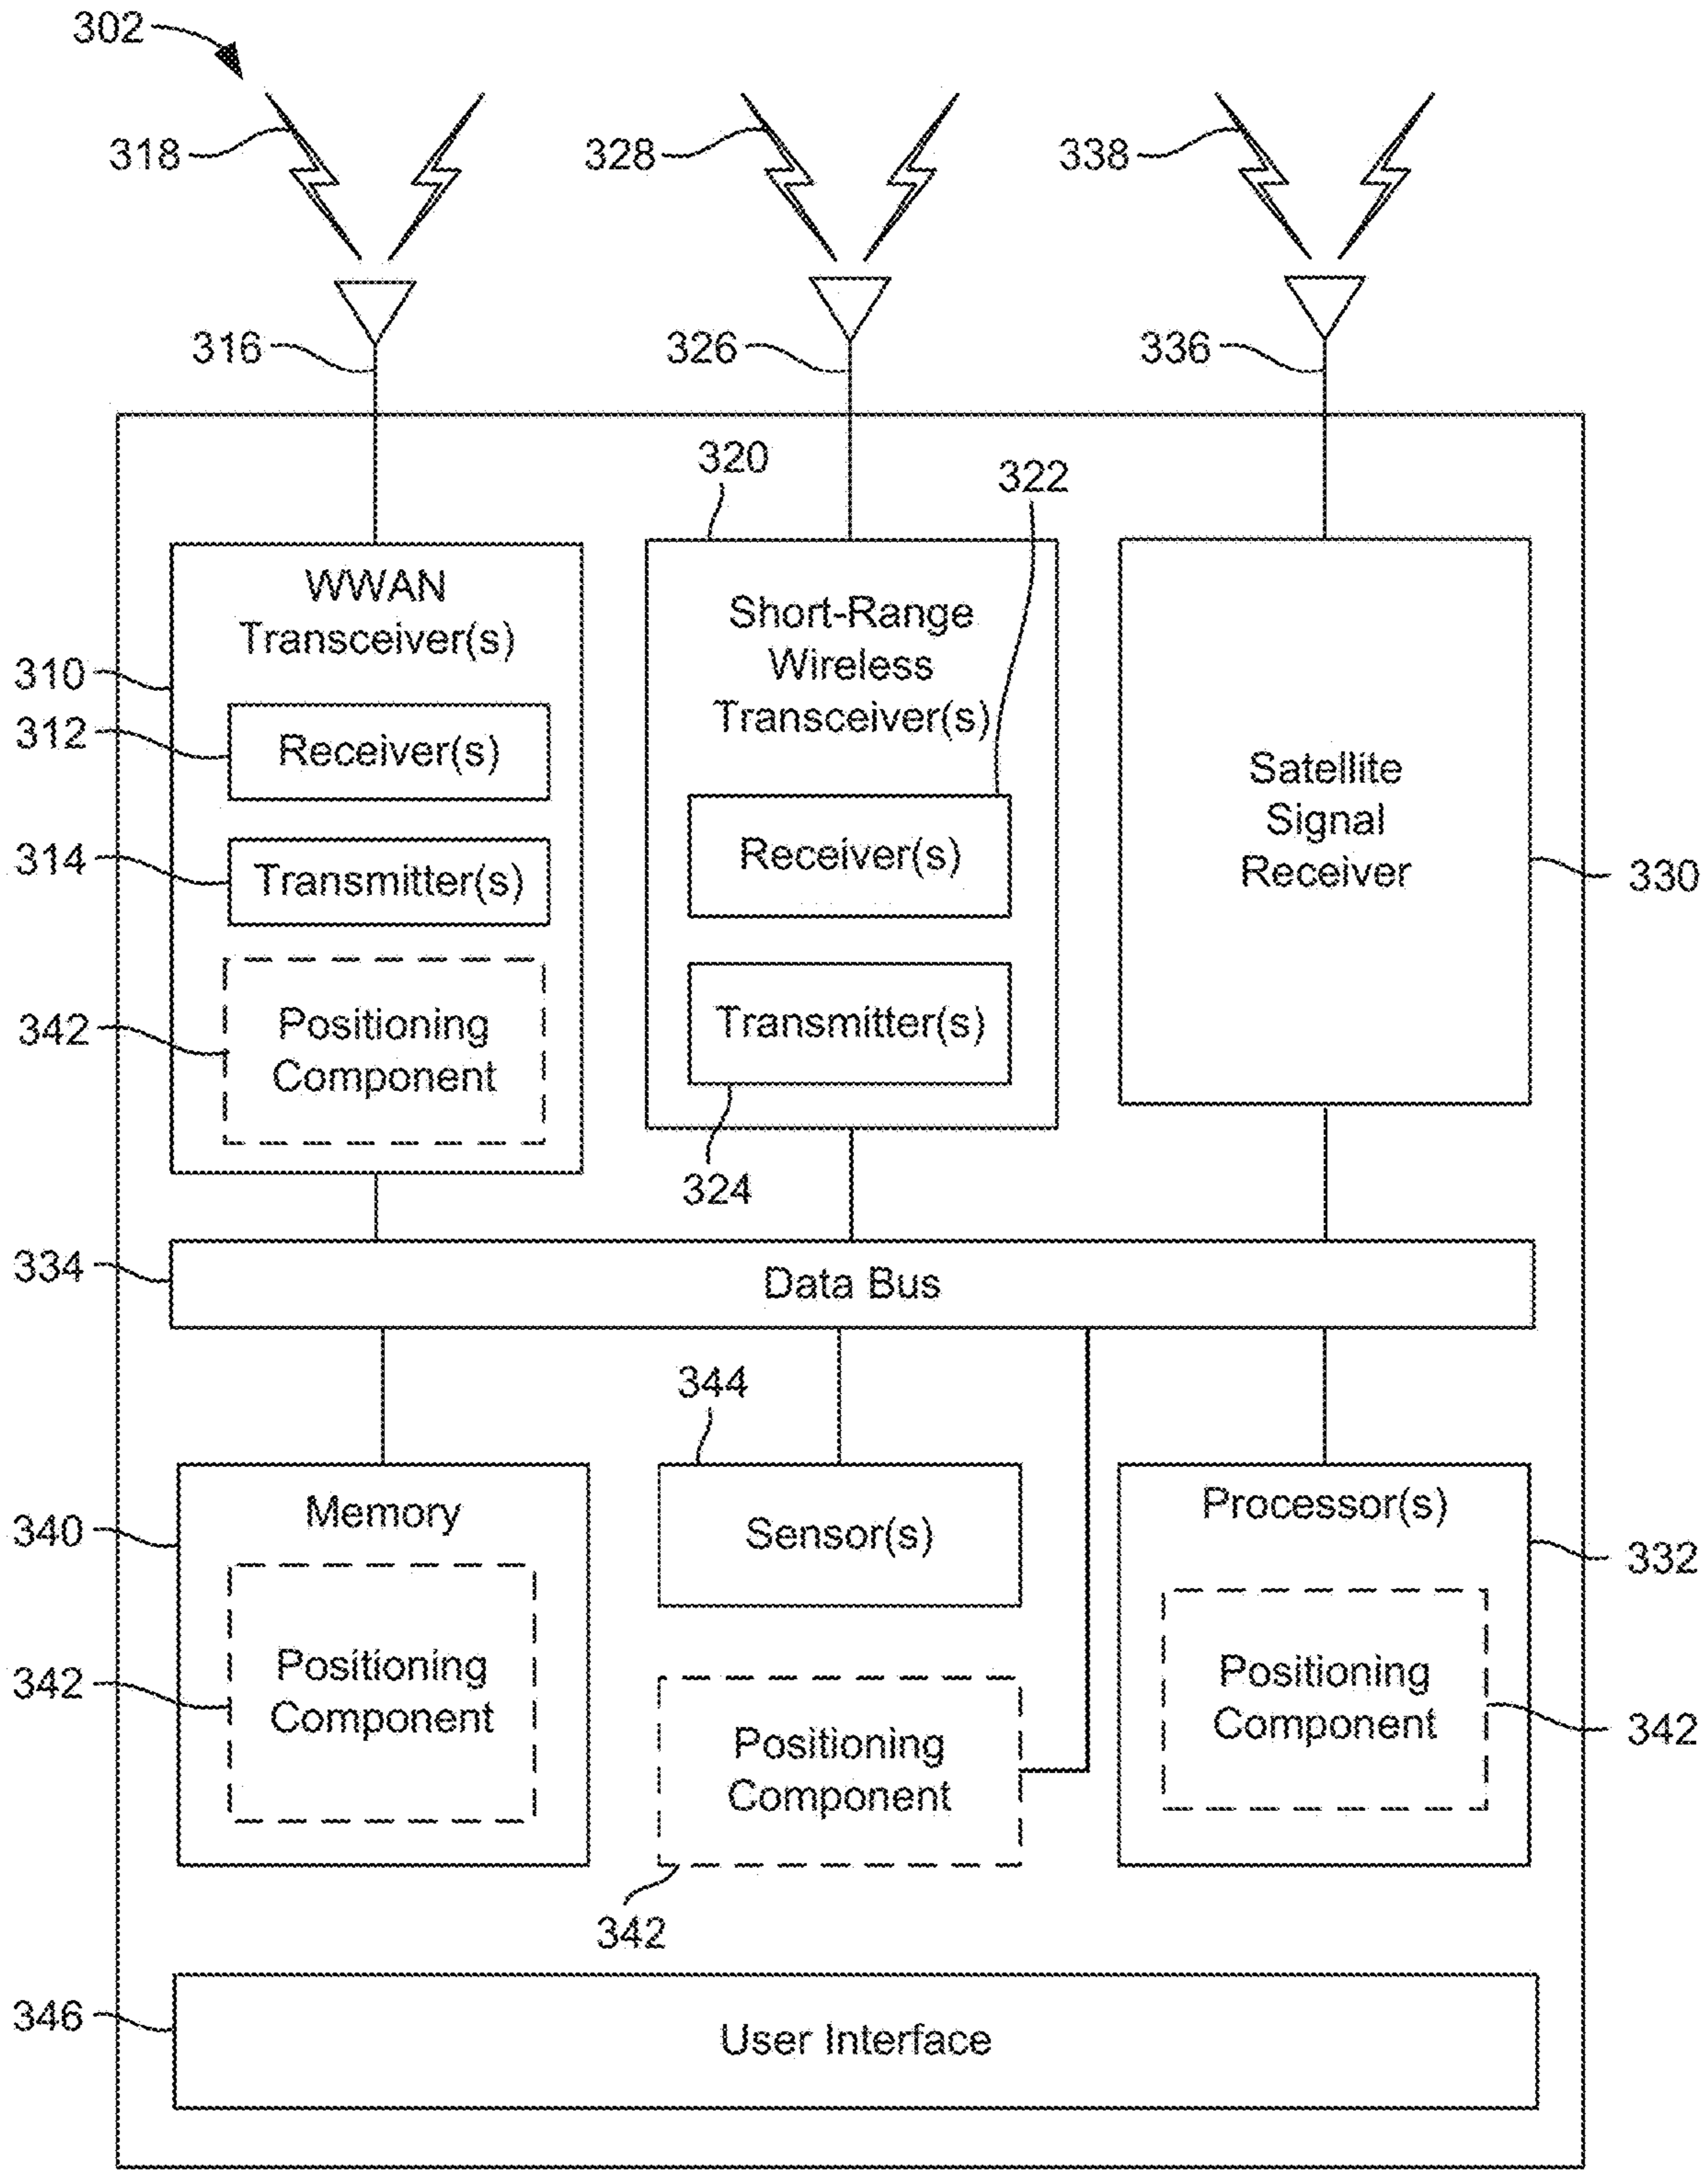 302
318
328
338
316
326
336
320
322
WWAN
Transceiver(s)
Short-Range
Wireless
Transceiver(s)
310
312
Receiver(s)
Satellite
Signal
Receiver
314
Transmitter(s)
Receiver(s)
330
342
Positioning
Component
Transmitter(s)
324
334
Data Bus
344
340
Memory
Sensor(s)
Processor(s)
332
342
Positioning
Component
Positioning
Component
342
Positioning
Component
342
346
User Interface